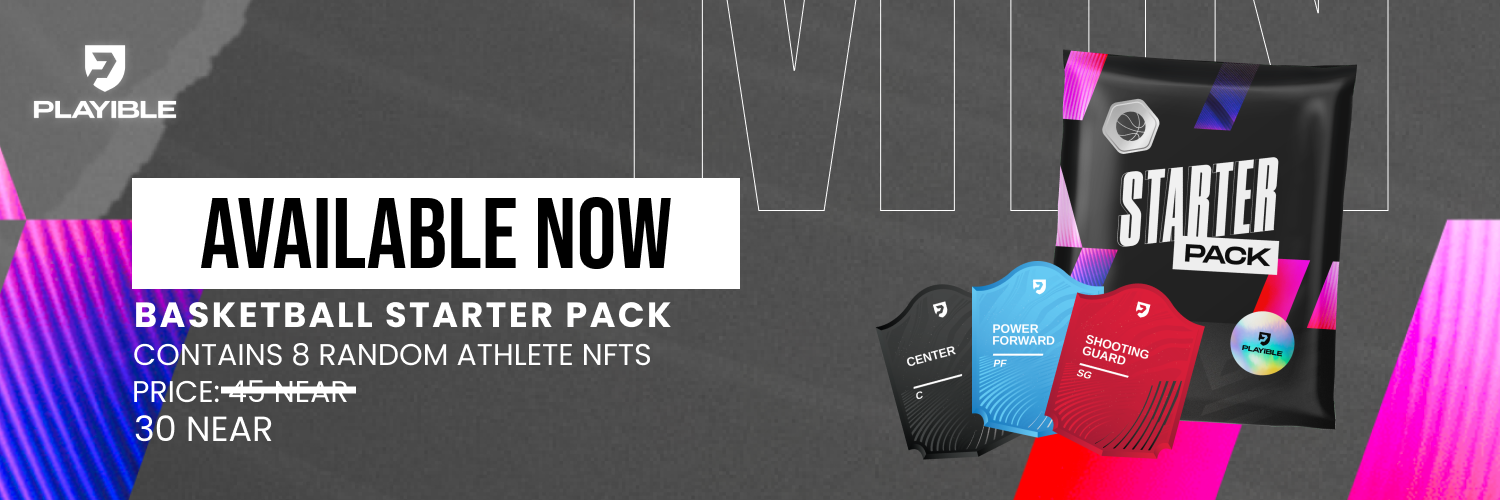 PLAYIBLE
AVAILABLE NOW
BASKETBALL STARTER PACK
CONTAINS 8 RANDOM ATHLETE NFTS
PRICE: 45 NEAR
30 NEAR
STARTER
PACK
PLAYIBLE
CENTER
C
POWER
FORWARD
PF
SHOOTING
GUARD
SG